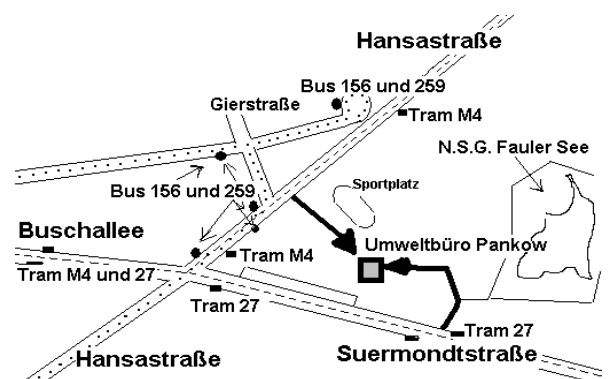 Hansastraße
Bus 156 und 259
Gierstraße
Tram M4
N.S.G. Fauler See
Sportplatz
Bus 156 und 259
Buschallee
Umweltbüro Pankow
Tram M4
Tram M4 und 27
Tram 27
Tram 27
Suermondtstraße
Hansastraße